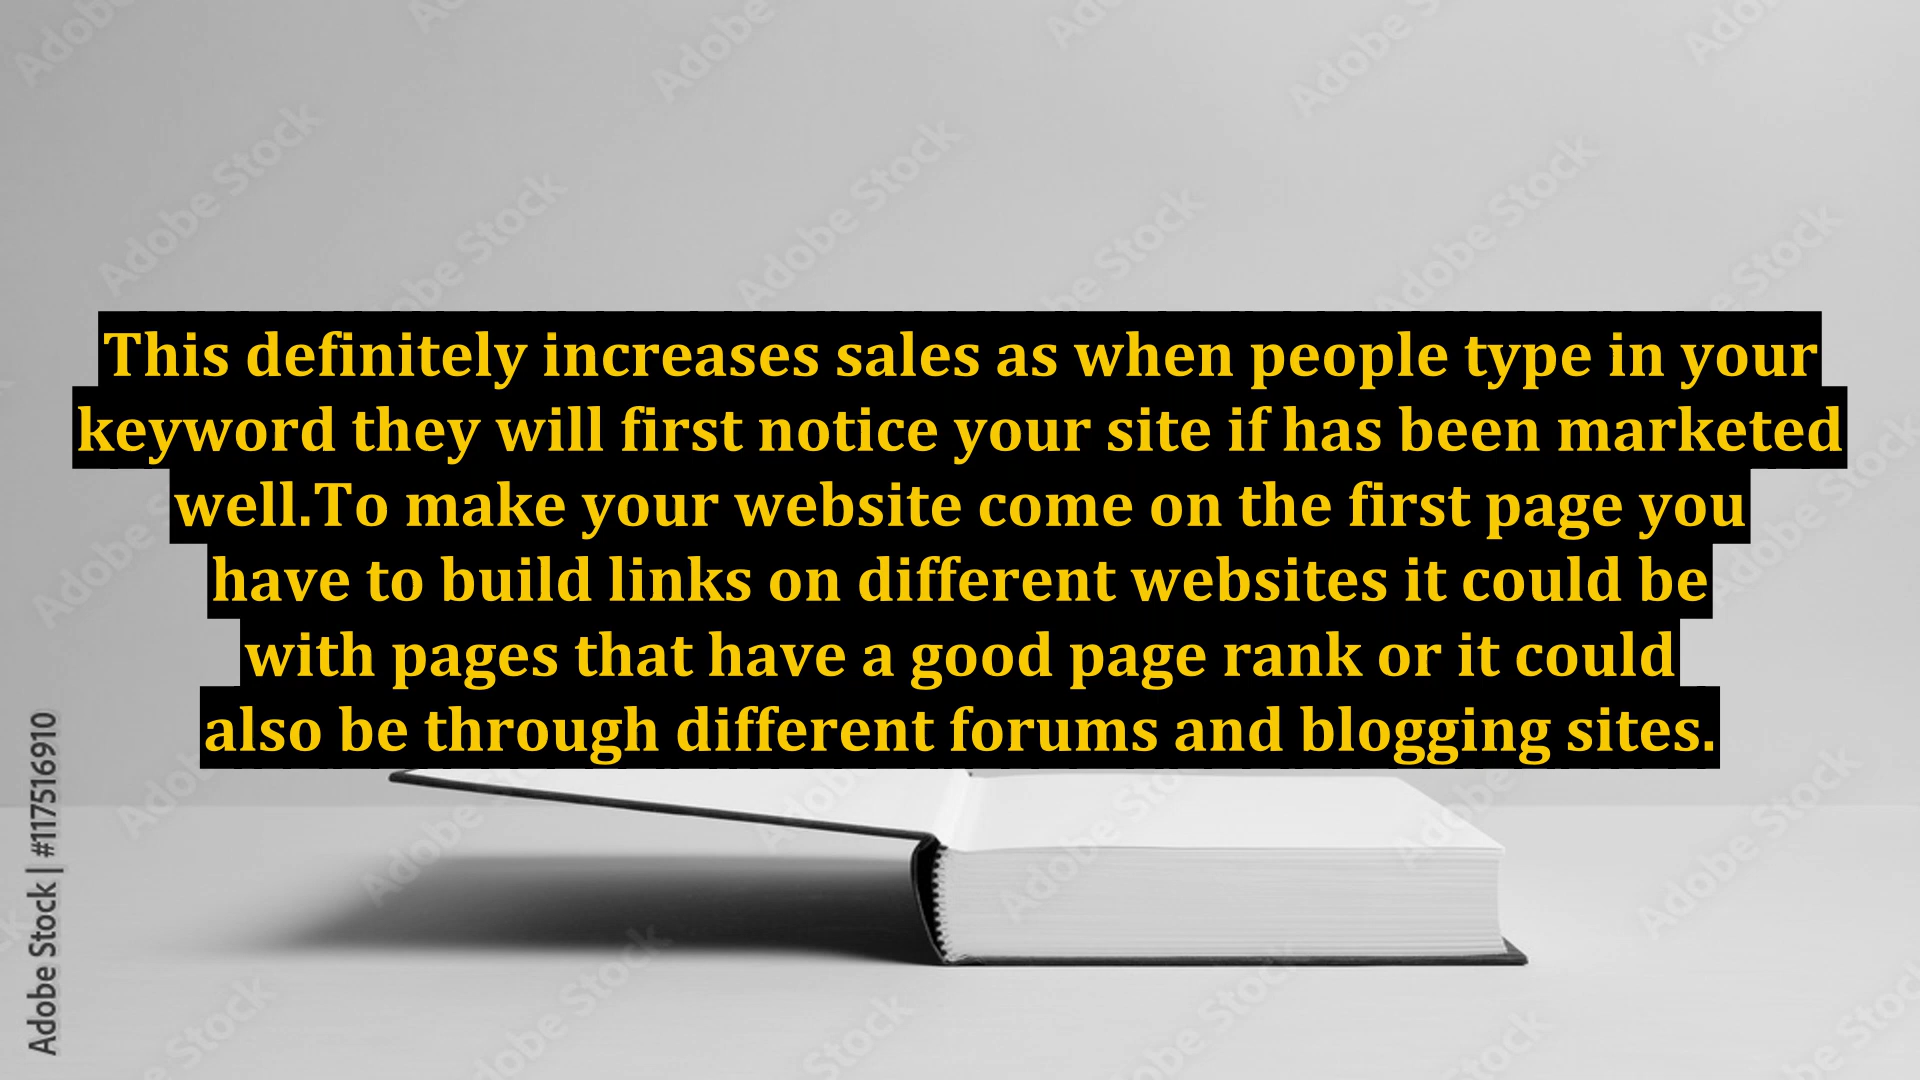 This definitely increases sales as when people type in your
keyword they will first notice your site if has been marketed
well.To make your website come on the first page you
have to build links on different websites it could be
with pages that have a good page rank or it could
also be through different forums and blogging sites.
Adobe Stock | #1177516910